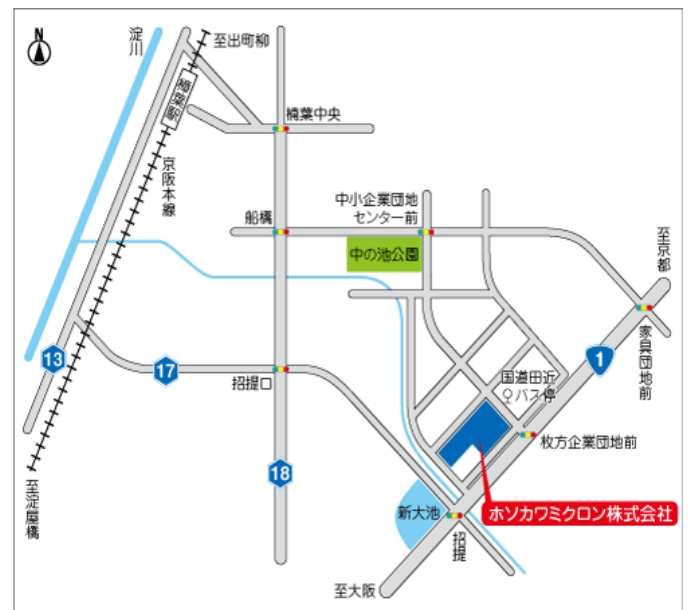 N
淀川
至出町柳
樟葉駅
京阪本線
楠葉中央
船橋
中小企業団地
センター前
中の池公園
至京都
家具団地前
1
国道田近
バス停
13
17
招提口
枚方企業団地前
18
至淀屋橋
新大池
ホソカワミクロン株式会社
招提
至大阪